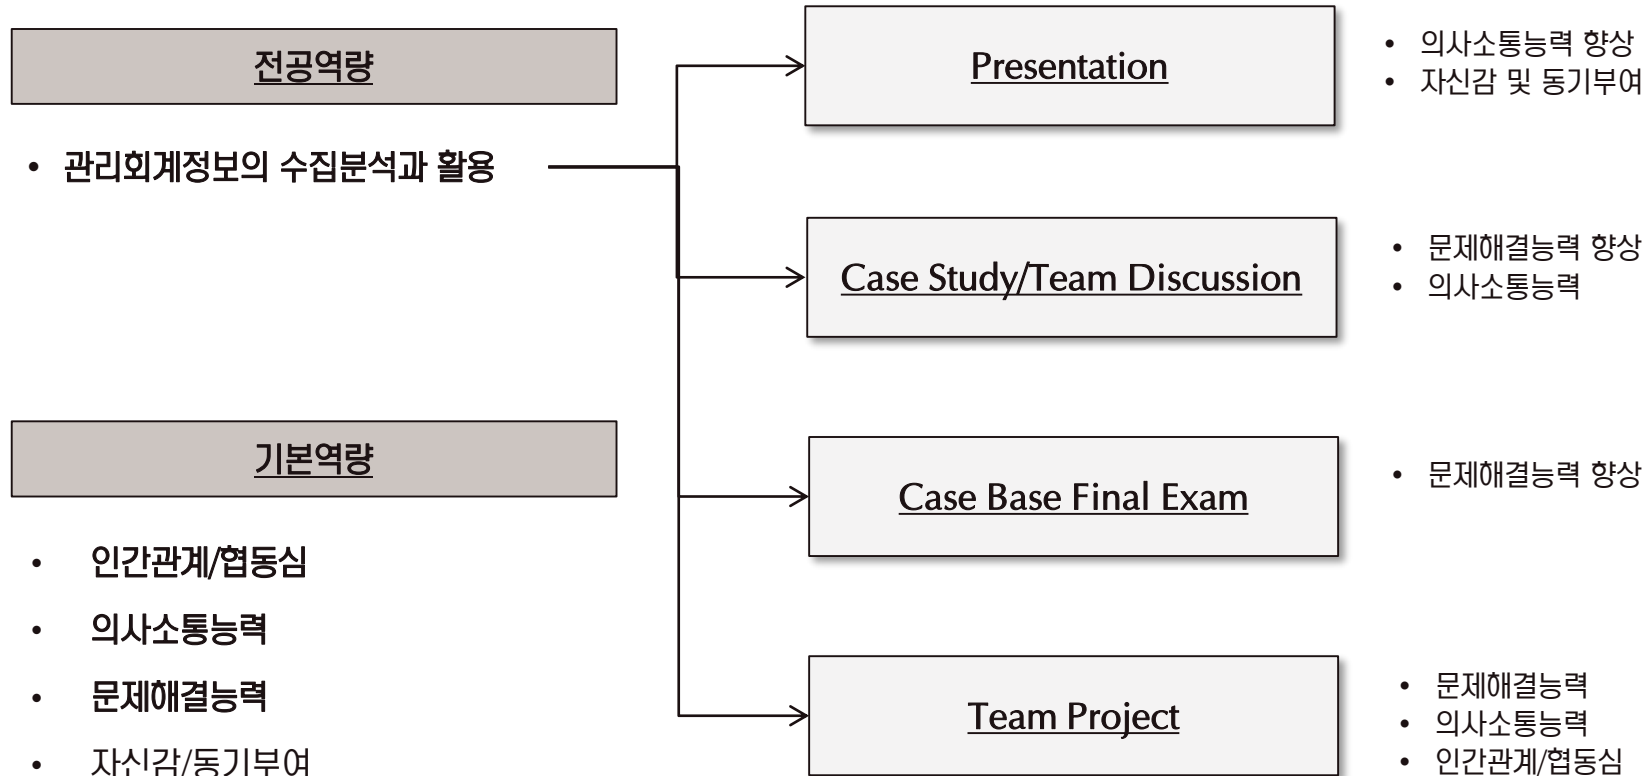 전공역량
• 관리회계정보의 수집분석과 활용
기본역량
• 인간관계/협동심
• 의사소통능력
• 문제해결능력
• 자신감/동기부여
Presentation
• 의사소통능력 향상
• 자신감 및 동기부여
Case Study/Team Discussion
• 문제해결능력 향상
• 의사소통능력
Case Base Final Exam
• 문제해결능력 향상
Team Project
• 문제해결능력
• 의사소통능력
• 인간관계/협동심